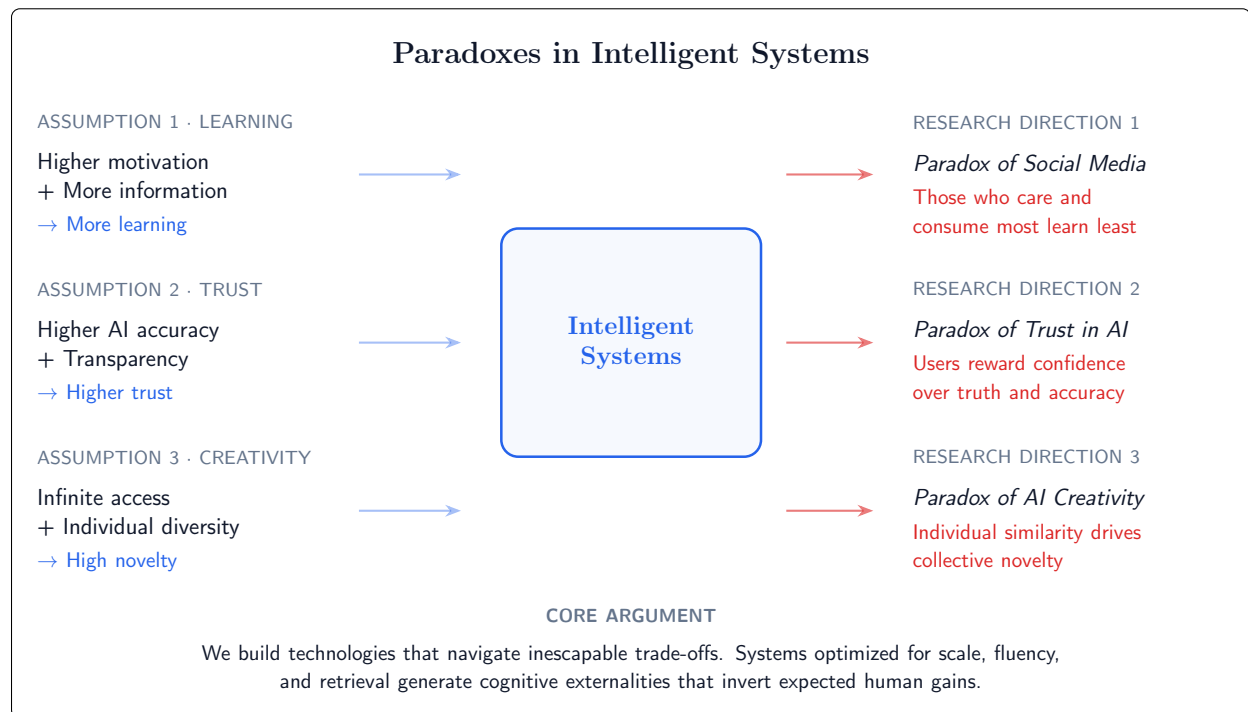 Paradoxes in Intelligent Systems
ASSUMPTION 1 · LEARNING
Higher motivation
+ More information
→ More learning
ASSUMPTION 2 · TRUST
Higher AI accuracy
+ Transparency
→ Higher trust
ASSUMPTION 3 · CREATIVITY
Infinite access
+ Individual diversity
→ High novelty
Intelligent
Systems
RESEARCH DIRECTION 1
Paradox of Social Media
Those who care and
consume most learn least
RESEARCH DIRECTION 2
Paradox of Trust in AI
Users reward confidence
over truth and accuracy
RESEARCH DIRECTION 3
Paradox of AI Creativity
Individual similarity drives
collective novelty
CORE ARGUMENT
We build technologies that navigate inescapable trade-offs. Systems optimized for scale, fluency,
and retrieval generate cognitive externalities that invert expected human gains.